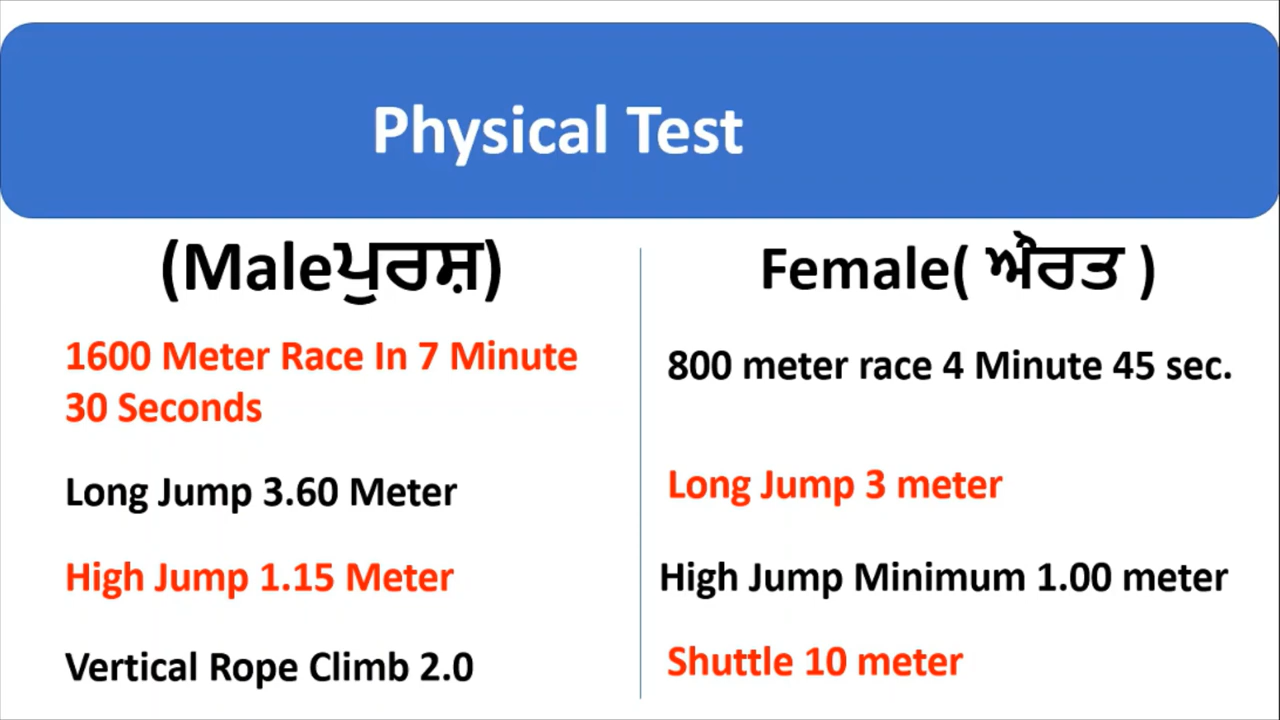 Physical Test
(Maleਪੁਰਸ਼)
1600 Meter Race In 7 Minute
30 Seconds
Long Jump 3.60 Meter
High Jump 1.15 Meter
Vertical Rope Climb 2.0
Female( ਔਰਤ )
800 meter race 4 Minute 45 sec.
Long Jump 3 meter
High Jump Minimum 1.00 meter
Shuttle 10 meter